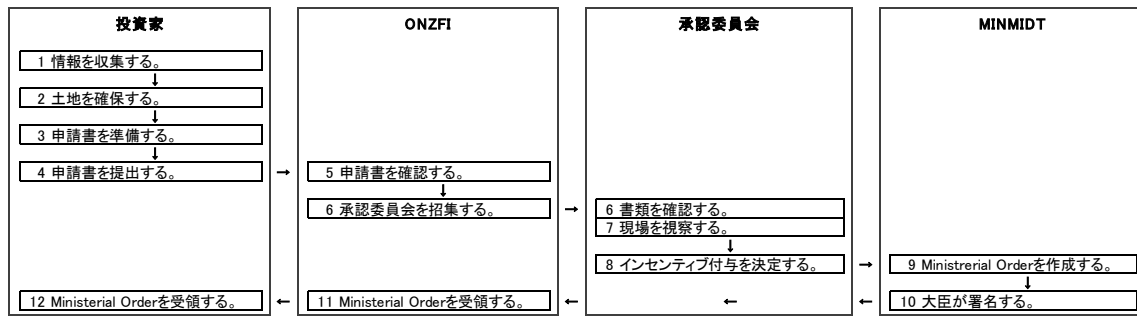 投資家
ONZFI
承認委員会
MINMIDT
1 情報を収集する。
↓
2 土地を確保する。
↓
3 申請書を準備する。
↓
4 申請書を提出する。
→
5 申請書を確認する。
↓
6 承認委員会を招集する。
→
6 書類を確認する。
7 現場を視察する。
↓
8 インセンティブ付与を決定する。
→
9 Ministrerial Orderを作成する。
↓
10 大臣が署名する。
←
←
←
11 Ministerial Orderを受領する。
←
12 Ministerial Orderを受領する。